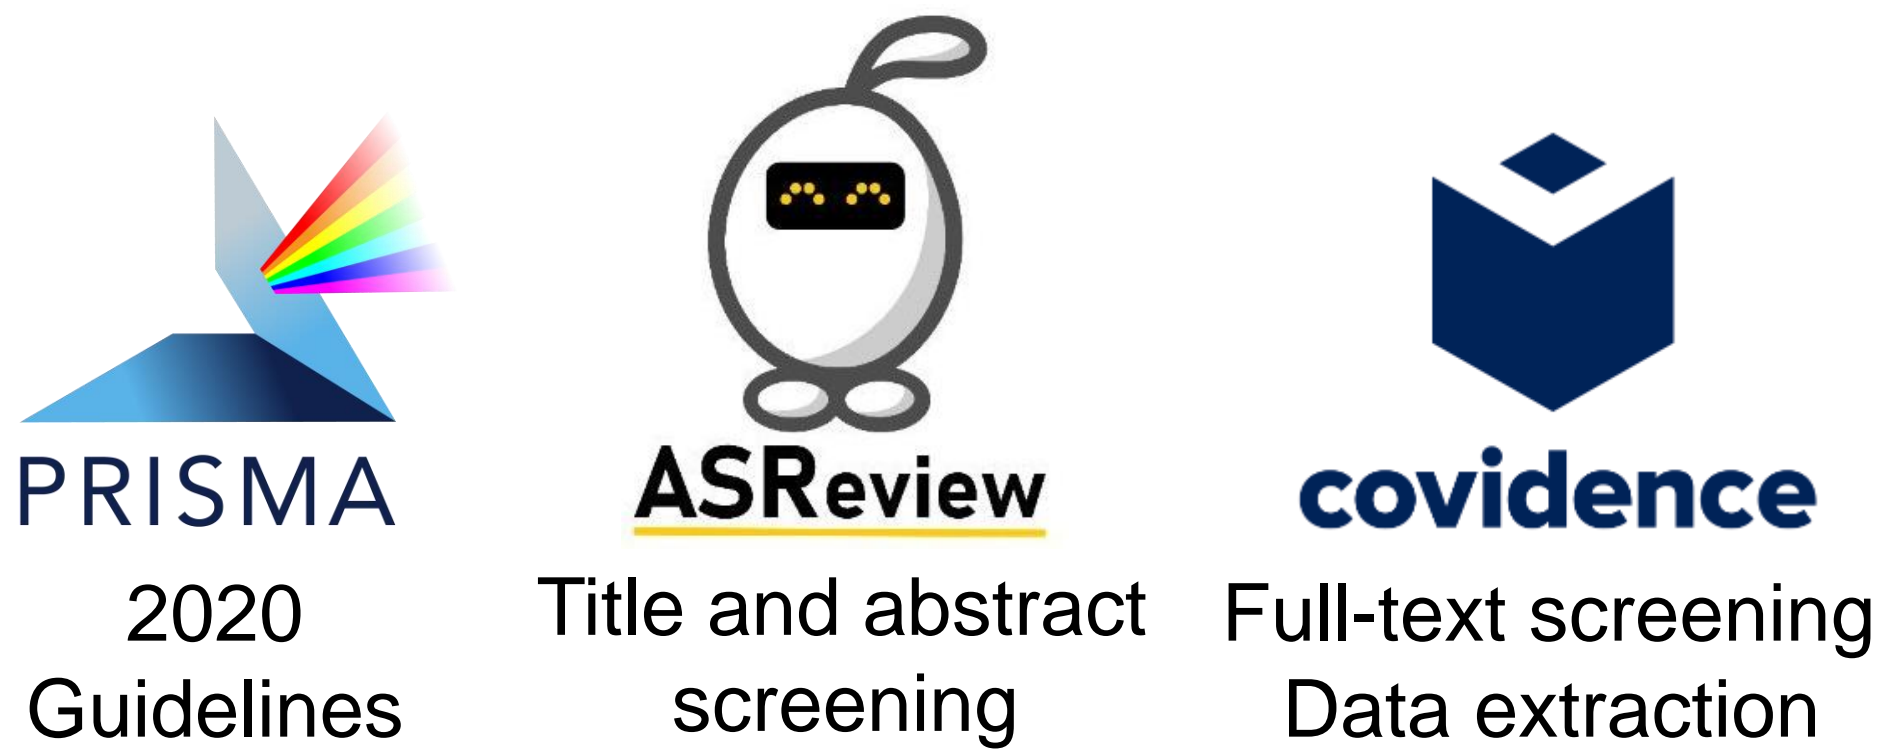 PRISMA
2020
Guidelines
ASReview
Title and abstract
screening
covidence
Full-text screening
Data extraction